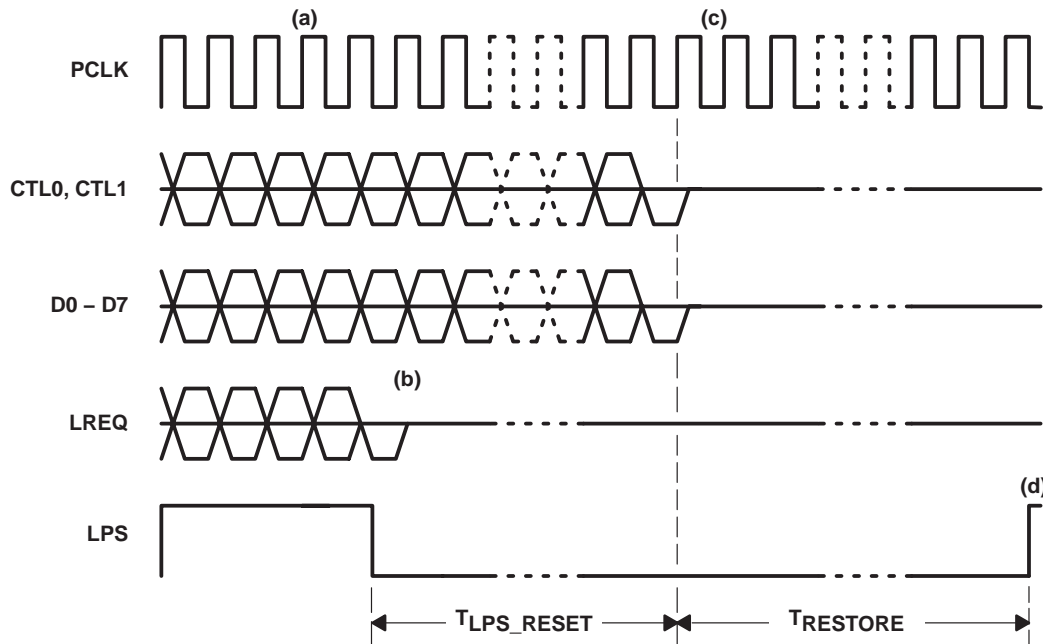 (a)
(c)
PCLK
CTL0, CTL1
D0 – D7
(b)
LREQ
(d)
LPS
TLPS_RESET
TRESTORE